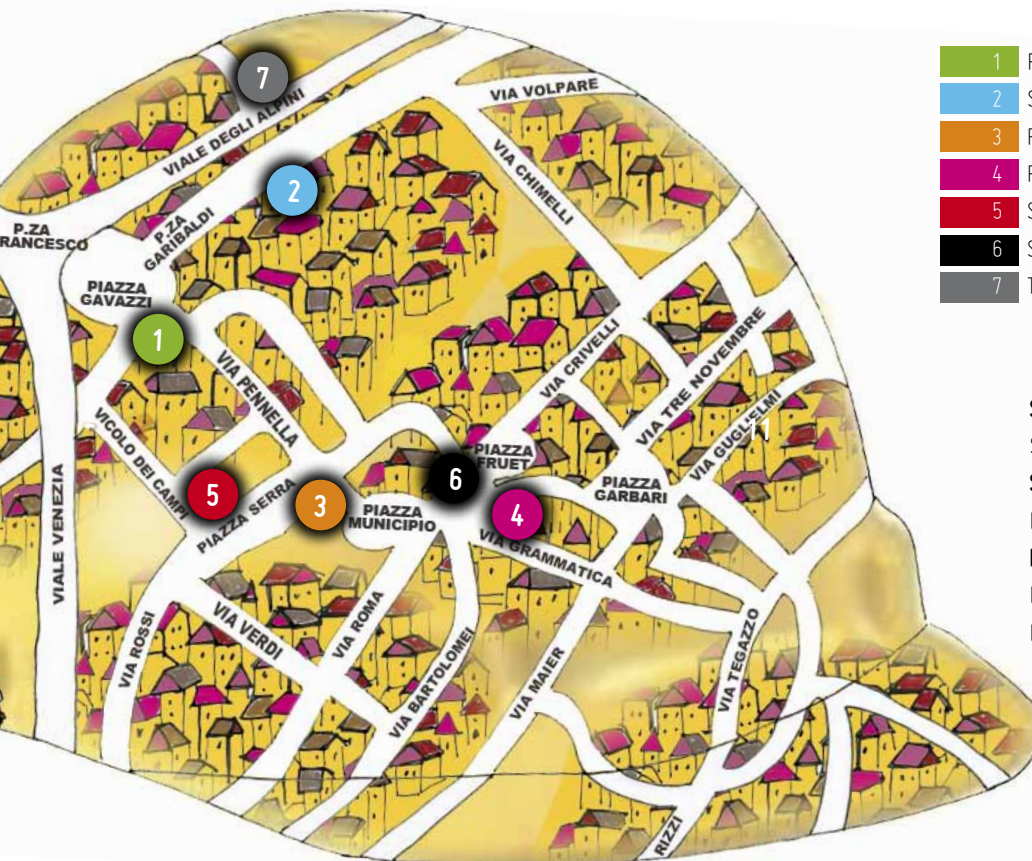 7
VIALE DEGLI ALPINI
VIA VOLPARE
2
VIA CHIMELLI
P.ZA
GARIBALDI
P.ZA
PIAZZA
GAVAZZI
1
VIA PENNELLA
VIA CRIVELLI
VIA TRE NOVEMBRE
VIA GUGLIELMI
11
VICOLO DEI CAMPI
5
PIAZZA SERRA
3
PIAZZA
MUNICIPIO
6
PIAZZA
FRUET
4
PIAZZA
GARBARI
VIA GRAMMATICA
VIALE VENEZIA
VIA ROSSI
VIA VERDI
VIA ROMA
VIA BARTOLOMEI
VIA MAIER
VIA TEGAZZO
RIZZI
1
2
3
4
5
6
7